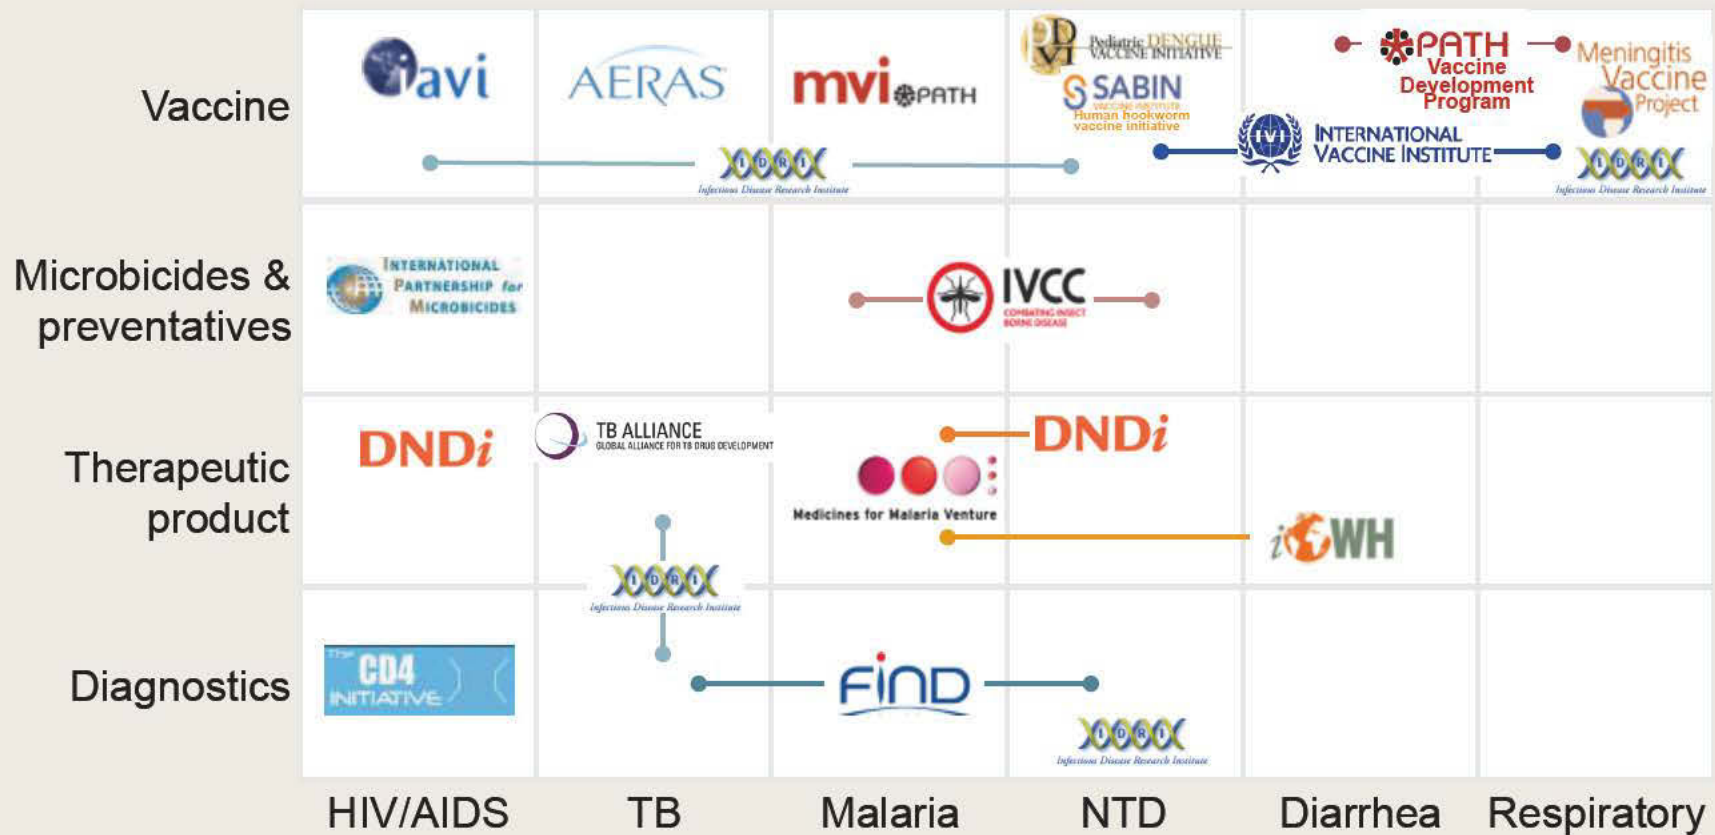 Vaccine
iavi
AERAS
mvi PATH
PDVI
Pediatric DENGUE
VACCINE INITIATIVE
SABIN
VACCINE INSTITUTE
Human hookworm
vaccine initiative
PATH
Vaccine
Development
Program
Meningitis
Vaccine
Project
IDRI
Infectious Disease Research Institute
IVI
INTERNATIONAL
VACCINE INSTITUTE
IDRI
Infectious Disease Research Institute
Microbicides &
preventatives
INTERNATIONAL
PARTNERSHIP for
MICROBICIDES
IVCC
COMBATING INSECT
BORNE DISEASE
Therapeutic
product
DNDi
TB ALLIANCE
GLOBAL ALLIANCE FOR TB DRUG DEVELOPMENT
Medicines for Malaria Venture
DNDi
iOWH
IDRI
Infectious Disease Research Institute
Diagnostics
The
CD4
INITIATIVE
FIND
IDRI
Infectious Disease Research Institute
HIV/AIDS
TB
Malaria
NTD
Diarrhea
Respiratory